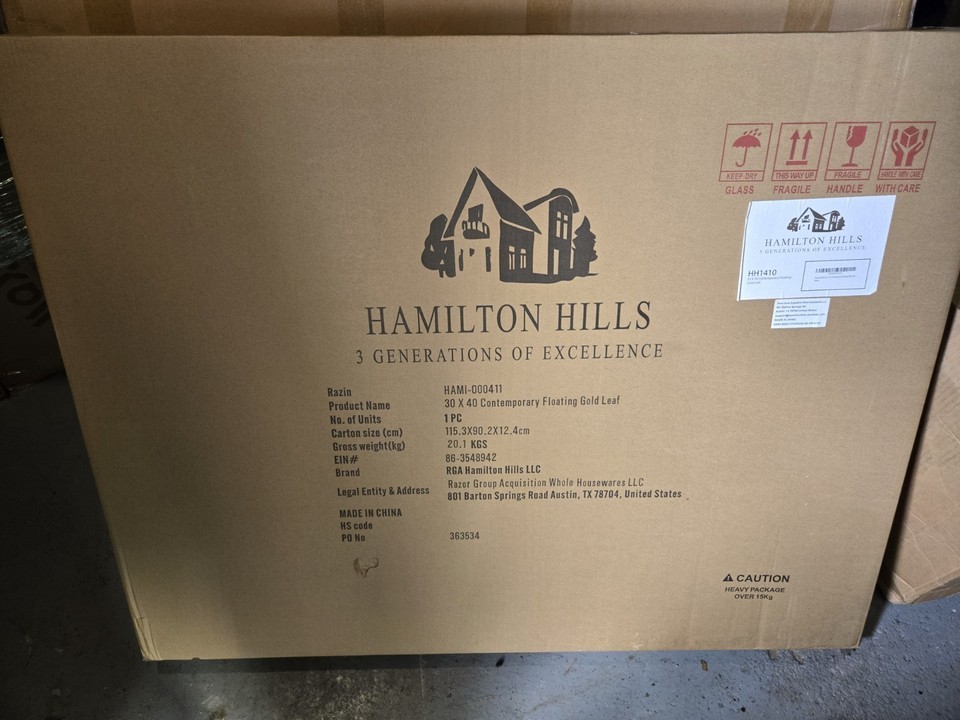 KEEP DRY
THIS WAY UP
FRAGILE
HANDLE WITH CARE
GLASS FRAGILE HANDLE WITH CARE
HAMILTON HILLS
3 GENERATIONS OF EXCELLENCE
HH1410
HAMILTON HILLS
3 GENERATIONS OF EXCELLENCE
Razin HAMI-000411
Product Name 30 X 40 Contemporary Floating Gold Leaf
No. of Units 1 PC
Carton size (cm) 115.3X90.2X12.4cm
Gross weight(kg) 20.1 KGS
EIN# 86-3548942
Brand RGA Hamilton Hills LLC
Legal Entity & Address Razor Group Acquisition Whole Housewares LLC
801 Barton Springs Road Austin, TX 78704, United States
MADE IN CHINA
HS code
PO No 363534
CAUTION
HEAVY PACKAGE
OVER 15Kg